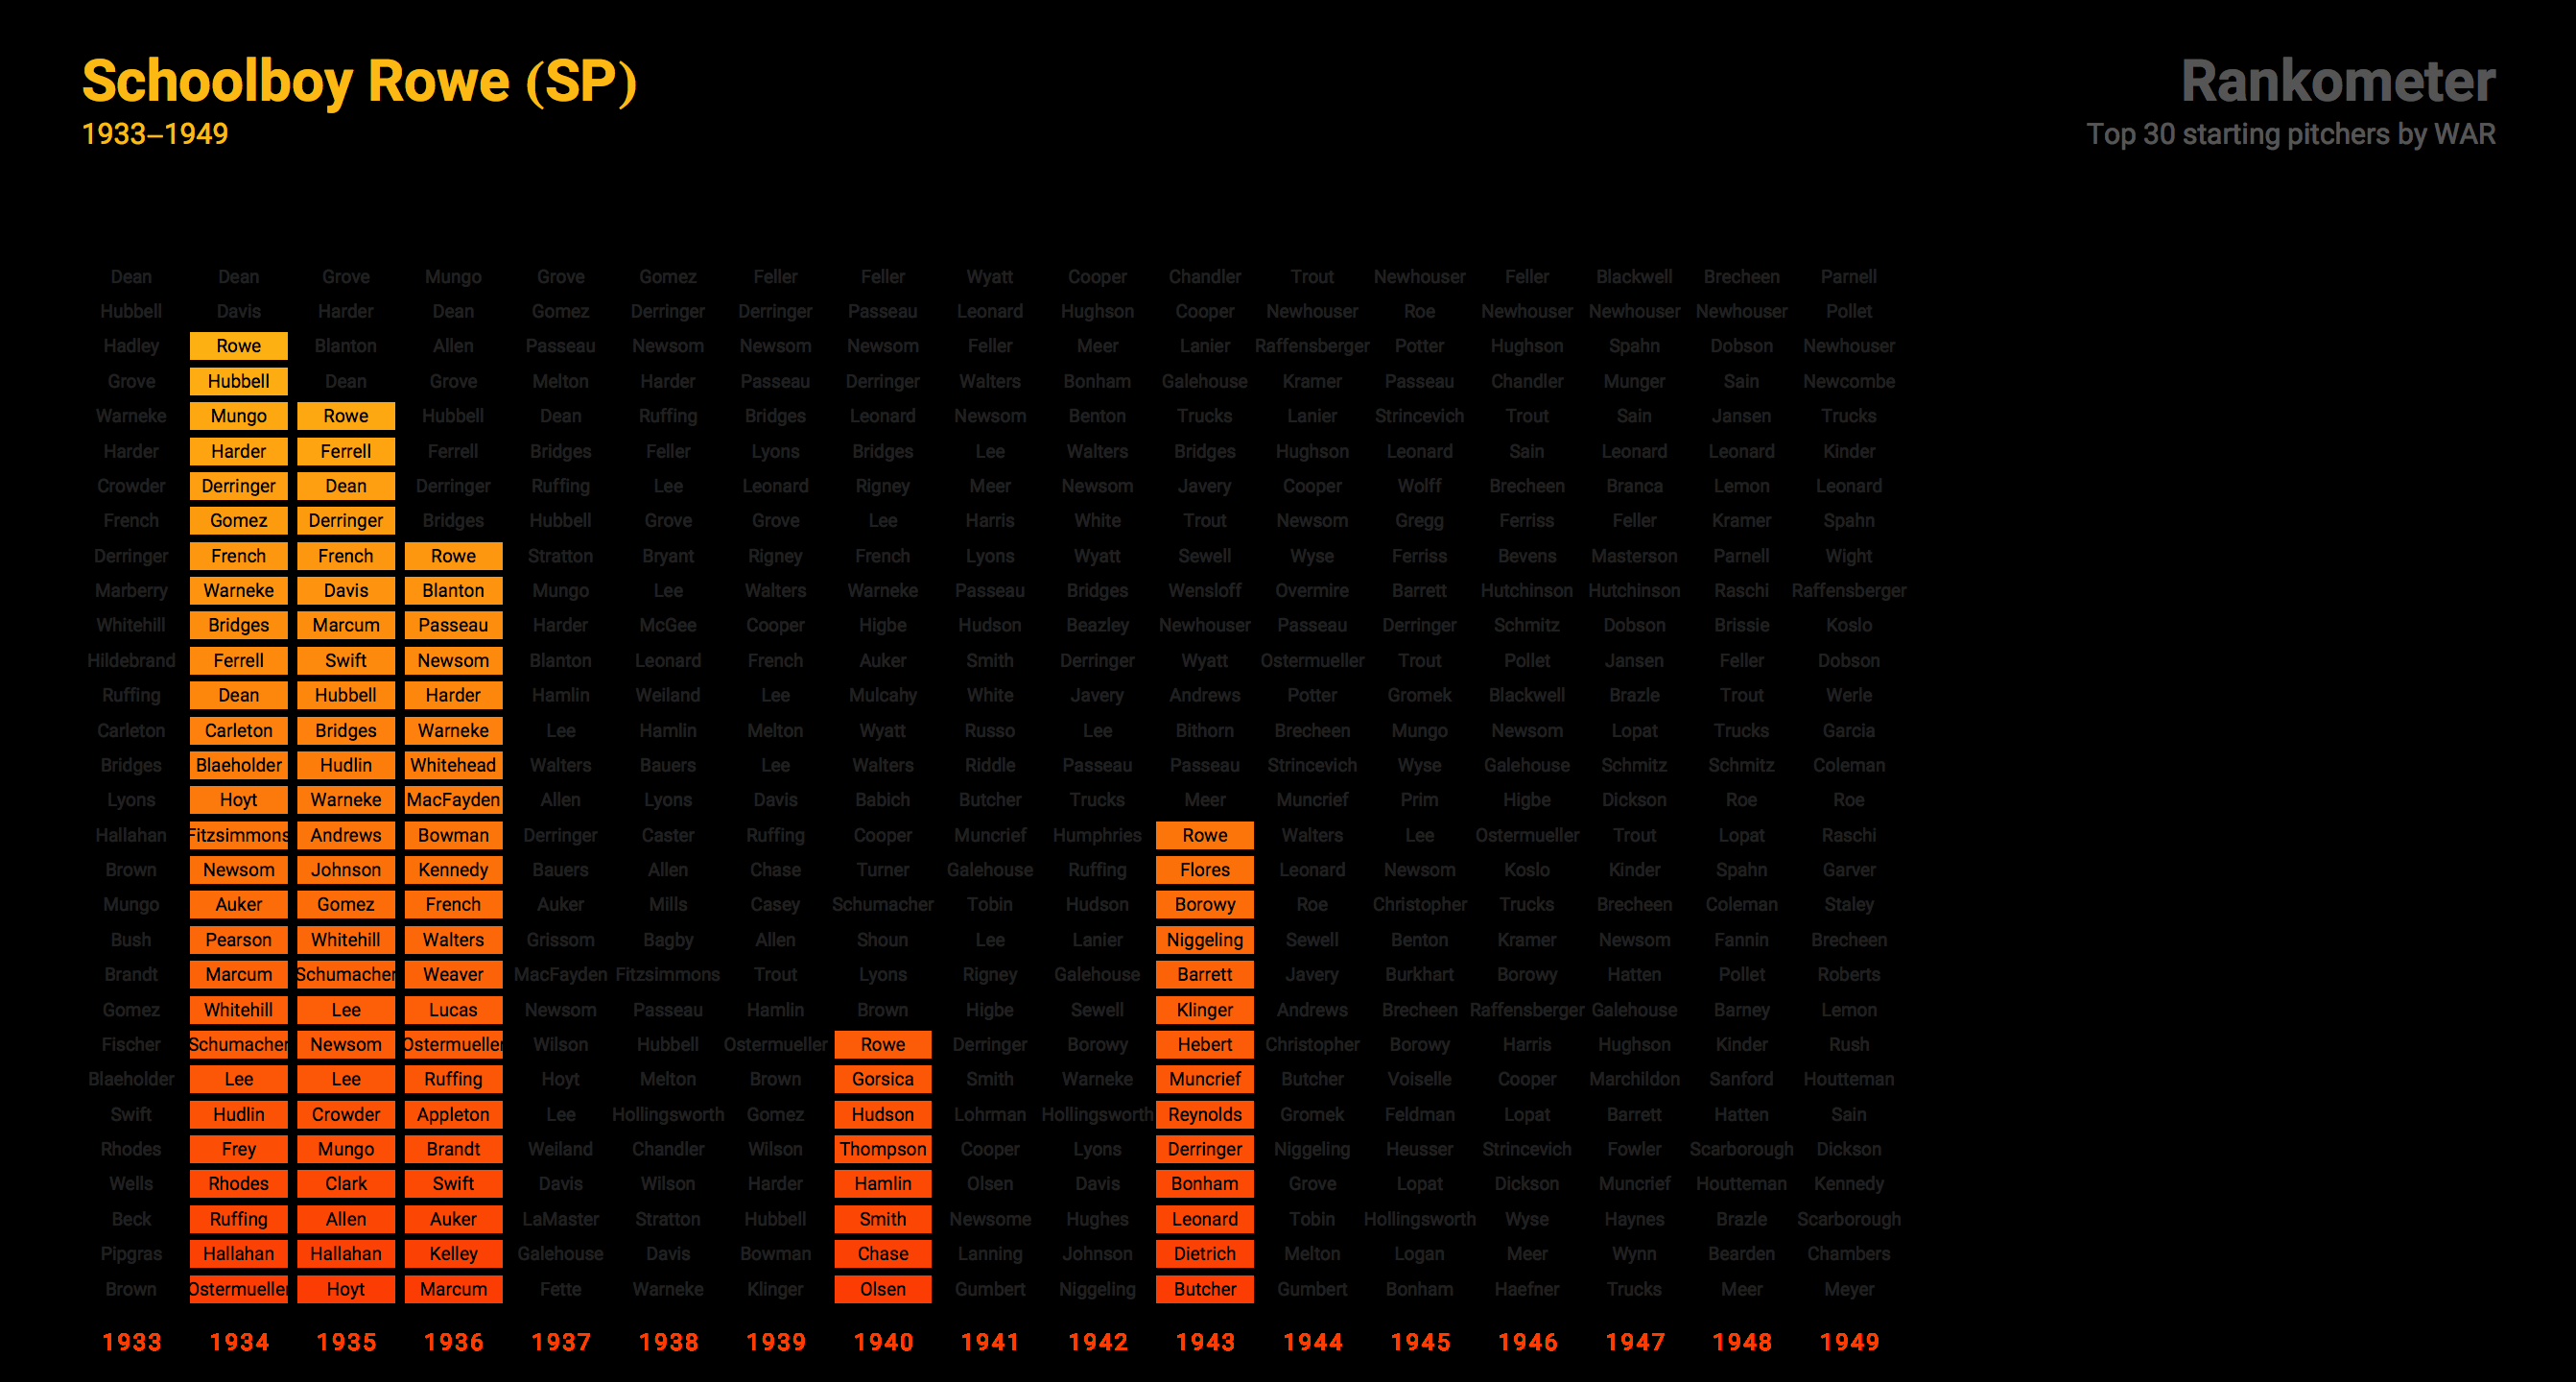 Schoolboy Rowe (SP) Rankometer
1933–1949 Top 30 starting pitchers by WAR
Dean Dean Grove Mungo Grove Gomez Feller Feller Wyatt Cooper Chandler Trout Newhouser Feller Blackwell Brecheen Parnell
Hubbell Davis Harder Dean Gomez Derringer Derringer Passeau Leonard Hughson Cooper Newhouser Roe Newhouser Newhouser Newhouser Pollet
Hadley Rowe Blanton Allen Passeau Newsom Newsom Newsom Feller Meer Lanier Raffensberger Potter Hughson Spahn Dobson Newhouser
Grove Hubbell Dean Grove Melton Harder Passeau Derringer Walters Bonham Galehouse Kramer Passeau Chandler Munger Sain Newcombe
Warneke Mungo Rowe Hubbell Dean Ruffing Bridges Leonard Newsom Benton Trucks Lanier Strincevich Trout Sain Jansen Trucks
Harder Harder Ferrell Ferrell Bridges Feller Lyons Bridges Lee Walters Bridges Hughson Leonard Sain Leonard Leonard Kinder
Crowder Derringer Dean Derringer Ruffing Lee Leonard Rigney Meer Newsom Javery Cooper Wolff Brecheen Branca Lemon Leonard
French Gomez Derringer Bridges Hubbell Grove Grove Lee Harris White Trout Newsom Gregg Ferriss Feller Kramer Spahn
Derringer French French Rowe Stratton Bryant Rigney French Lyons Wyatt Sewell Wyse Ferriss Bevens Masterson Parnell Wight
Marberry Warneke Davis Blanton Mungo Lee Walters Warneke Passeau Bridges Wensloff Overmire Barrett Hutchinson Hutchinson Raschi Raffensberger
Whitehill Bridges Marcum Passeau Harder McGee Cooper Higbe Hudson Beazley Newhouser Passeau Derringer Schmitz Dobson Brissie Koslo
Hildebrand Ferrell Swift Newsom Blanton Leonard French Auker Smith Derringer Wyatt Ostermueller Trout Pollet Jansen Feller Dobson
Ruffing Dean Hubbell Harder Hamlin Weiland Lee Mulcahy White Javery Andrews Potter Gromek Blackwell Brazle Trout Werle
Carleton Carleton Bridges Warneke Lee Hamlin Melton Wyatt Russo Lee Bithorn Brecheen Mungo Newsom Lopat Trucks Garcia
Bridges Blaeholder Hudlin Whitehead Walters Bauers Lee Walters Riddle Passeau Passeau Strincevich Wyse Galehouse Schmitz Schmitz Coleman
Lyons Hoyt Warneke MacFayden Allen Lyons Davis Babich Butcher Trucks Meer Muncrief Prim Higbe Dickson Roe Roe
Hallahan Fitzsimmons Andrews Bowman Derringer Caster Ruffing Cooper Muncrief Humphries Rowe Walters Lee Ostermueller Trout Lopat Raschi
Brown Newsom Johnson Kennedy Bauers Allen Chase Turner Galehouse Ruffing Flores Leonard Newsom Koslo Kinder Spahn Garver
Mungo Auker Gomez French Auker Mills Casey Schumacher Tobin Hudson Borowy Roe Christopher Trucks Brecheen Coleman Staley
Bush Pearson Whitehill Walters Grissom Bagby Allen Shoun Lee Lanier Niggeling Sewell Benton Kramer Newsom Fannin Brecheen
Brandt Marcum Schumacher Weaver MacFayden Fitzsimmons Trout Lyons Rigney Galehouse Barrett Javery Burkhart Borowy Hatten Pollet Roberts
Gomez Whitehill Lee Lucas Newsom Passeau Hamlin Brown Higbe Sewell Klinger Andrews Brecheen Raffensberger Galehouse Barney Lemon
Fischer Schumacher Newsom Ostermueller Wilson Hubbell Ostermueller Rowe Derringer Borowy Hebert Christopher Borowy Harris Hughson Kinder Rush
Blaeholder Lee Lee Ruffing Hoyt Melton Brown Gorsica Smith Warneke Muncrief Butcher Voiselle Cooper Marchildon Sanford Houtteman
Swift Hudlin Crowder Appleton Lee Hollingsworth Gomez Hudson Lohrman Hollingsworth Reynolds Gromek Feldman Lopat Barrett Hatten Sain
Rhodes Frey Mungo Brandt Weiland Chandler Wilson Thompson Cooper Lyons Derringer Niggeling Heusser Strincevich Fowler Scarborough Dickson
Wells Rhodes Clark Swift Davis Wilson Harder Hamlin Olsen Davis Bonham Grove Lopat Dickson Muncrief Houtteman Kennedy
Beck Ruffing Allen Auker LaMaster Stratton Hubbell Smith Newsome Hughes Leonard Tobin Hollingsworth Wyse Haynes Brazle Scarborough
Pipgras Hallahan Hallahan Kelley Galehouse Davis Bowman Chase Lanning Johnson Dietrich Melton Logan Meer Wynn Bearden Chambers
Brown Ostermueller Hoyt Marcum Fette Warneke Klinger Olsen Gumbert Niggeling Butcher Gumbert Bonham Haefner Trucks Meer Meyer
1933 1934 1935 1936 1937 1938 1939 1940 1941 1942 1943 1944 1945 1946 1947 1948 1949